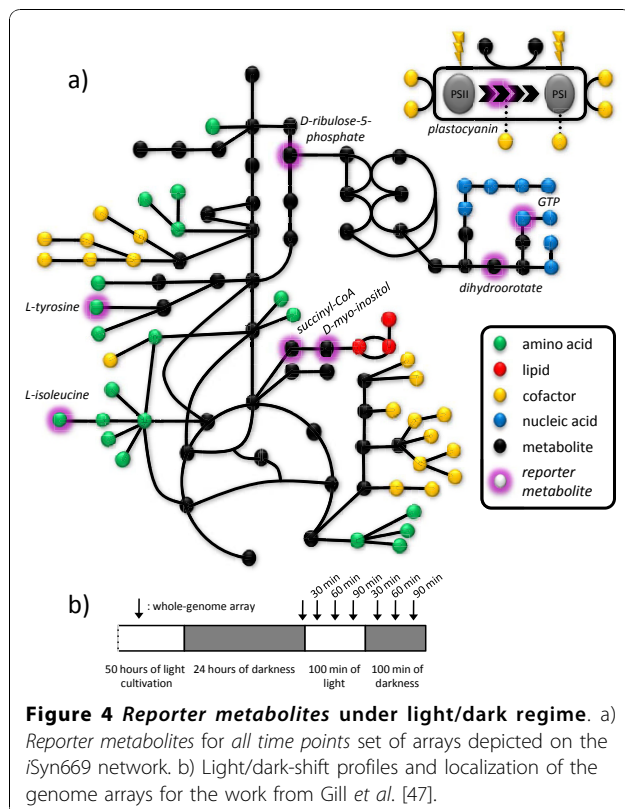 a)
PSII
PSI
plastocyanin
D-ribulose-5-
phosphate
GTP
dihydroorotate
L-tyrosine
succinyl-CoA
D-myo-inositol
L-isoleucine
amino acid
lipid
cofactor
nucleic acid
metabolite
reporter
metabolite
b)
: whole-genome array
30 min
60 min
90 min
30 min
60 min
90 min
50 hours of light
cultivation
24 hours of darkness
100 min of
light
100 min of
darkness
Figure 4 Reporter metabolites under light/dark regime. a)
Reporter metabolites for all time points set of arrays depicted on the
iSyn669 network. b) Light/dark-shift profiles and localization of the
genome arrays for the work from Gill et al. [47].